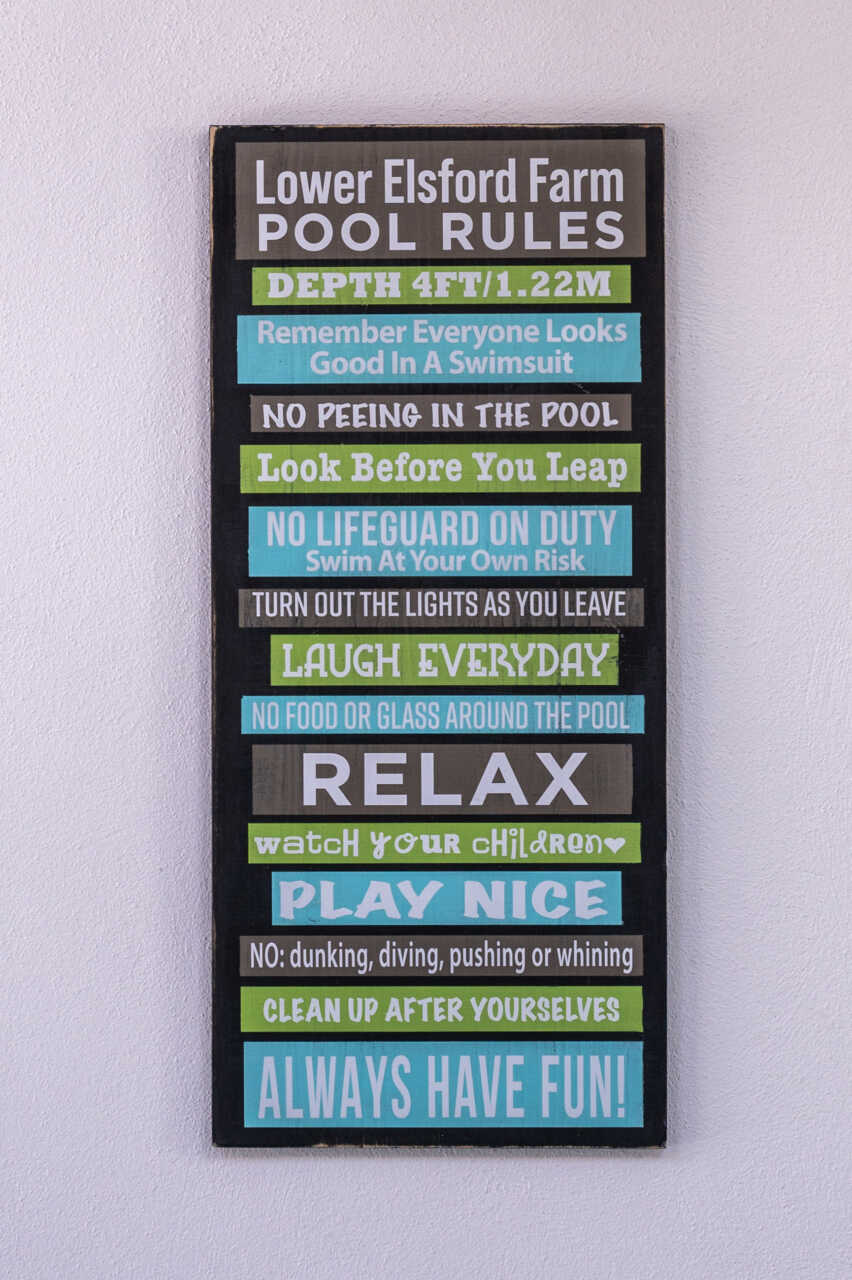 Lower Elsford Farm
POOL RULES
DEPTH 4FT/1.22M
Remember Everyone Looks
Good In A Swimsuit
NO PEEING IN THE POOL
Look Before You Leap
NO LIFEGUARD ON DUTY
Swim At Your Own Risk
TURN OUT THE LIGHTS AS YOU LEAVE
LAUGH EVERYDAY
NO FOOD OR GLASS AROUND THE POOL
RELAX
watcH YouR cHildRen♥
PLAY NICE
NO: dunking, diving, pushing or whining
CLEAN UP AFTER YOURSELVES
ALWAYS HAVE FUN!